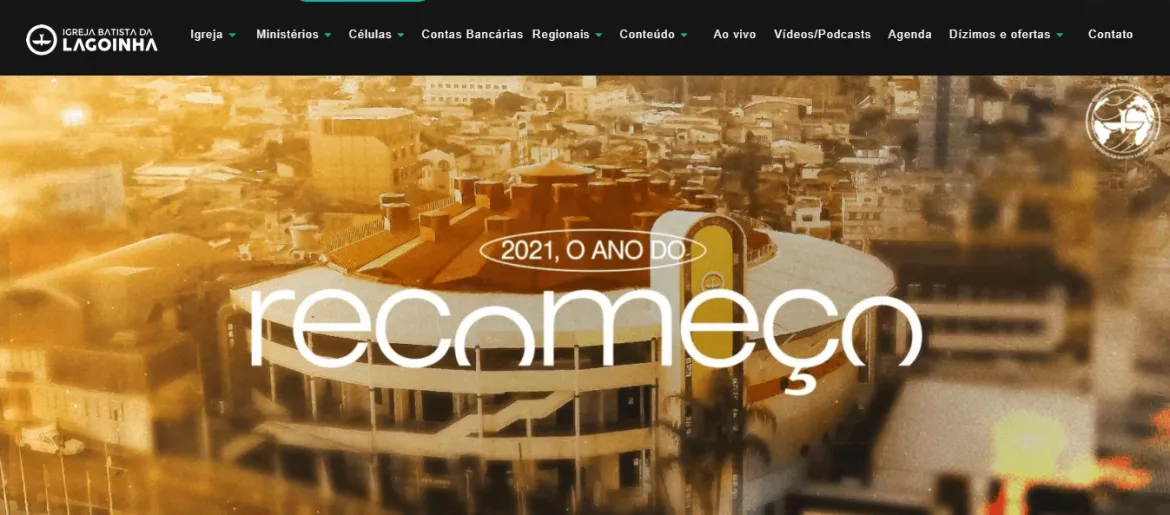 IGREJA BATISTA DA
LAGOINHA
Igreja
Ministérios
Células
Contas Bancárias
Regionais
Conteúdo
Ao vivo
Vídeos/Podcasts
Agenda
Dízimos e ofertas
Contato
2021, O ANO DO
recomeço